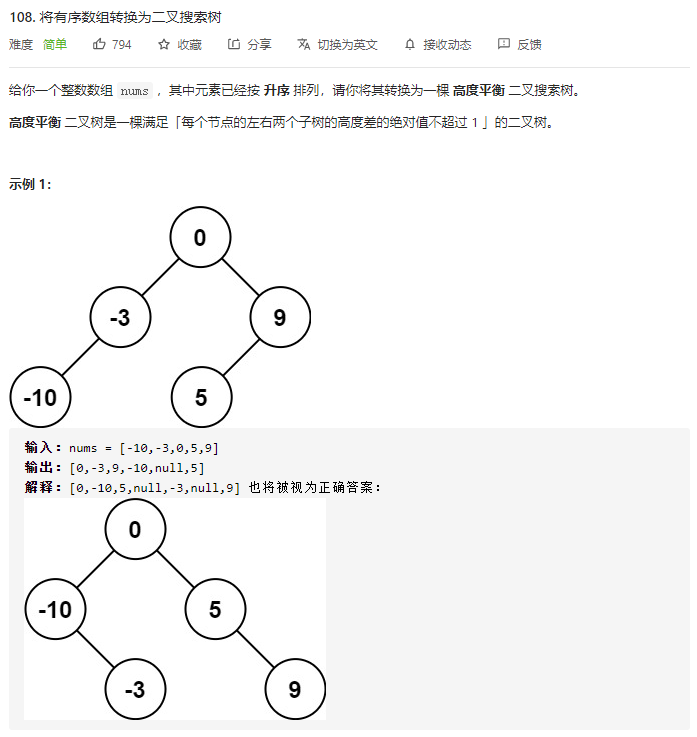 108. 将有序数组转换为二叉搜索树
难度 简单 794 收藏 分享 切换为英文 接收动态 反馈
给你一个整数数组 nums ，其中元素已经按 升序 排列，请你将其转换为一棵 高度平衡 二叉搜索树。
高度平衡 二叉树是一棵满足「每个节点的左右两个子树的高度差的绝对值不超过 1 」的二叉树。
示例 1：
0
-3 9
-10 5
输入：nums = [-10,-3,0,5,9]
输出：[0,-3,9,-10,null,5]
解释：[0,-10,5,null,-3,null,9] 也将被视为正确答案：
0
-10 5
-3 9